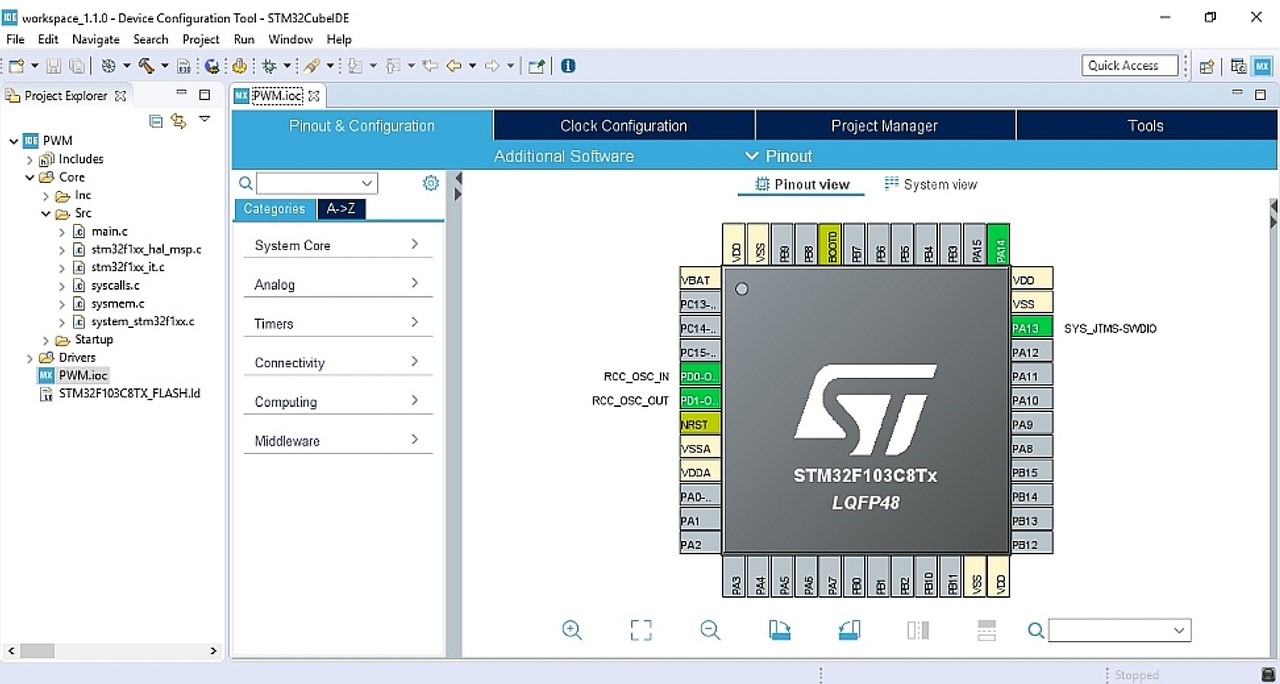 IDE workspace_1.1.0 - Device Configuration Tool - STM32CubeIDE
File Edit Navigate Search Project Run Window Help
Quick Access
MX
Project Explorer
MX PWM.ioc
Pinout & Configuration
Clock Configuration
Project Manager
Tools
Additional Software
Pinout
Pinout view
System view
IDE PWM
Includes
Core
Inc
Src
main.c
stm32f1xx_hal_msp.c
stm32f1xx_it.c
syscalls.c
sysmem.c
system_stm32f1xx.c
Startup
Drivers
MX PWM.ioc
STM32F103C8TX_FLASH.ld
Categories
A->Z
System Core
Analog
Timers
Connectivity
Computing
Middleware
VDD VSS PB9 PB8 BOOT0 PB7 PB6 PB5 PB4 PB3 PA15 PA14
VBAT
PC13-..
PC14-..
PC15-..
RCC_OSC_IN PD0-O..
RCC_OSC_OUT PD1-O..
NRST
VSSA
VDDA
PA0-..
PA1
PA2
ST
STM32F103C8Tx
LQFP48
VDD
VSS
PA13 SYS_JTMS-SWDIO
PA12
PA11
PA10
PA9
PA8
PB15
PB14
PB13
PB12
PA3 PA4 PA5 PA6 PA7 PB0 PB1 PB2 PB10 PB11 VSS VDD
Stopped